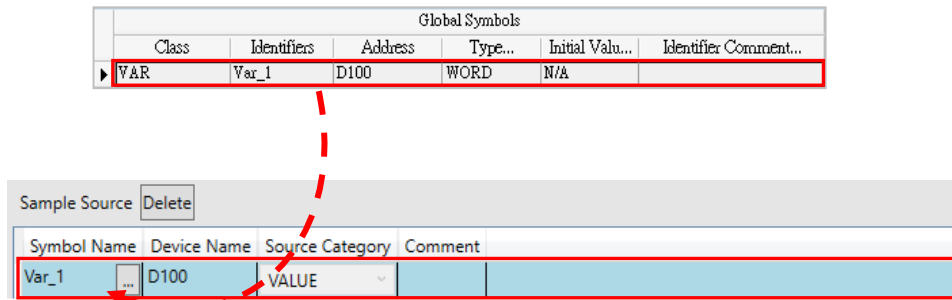 Global Symbols
Class Identifiers Address Type... Initial Valu... Identifier Comment...
VAR Var_1 D100 WORD N/A
Sample Source Delete
Symbol Name Device Name Source Category Comment
Var_1 ... D100 VALUE